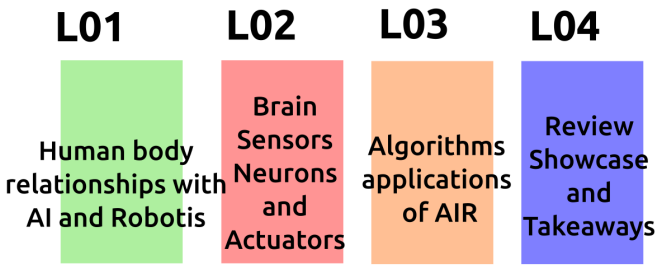 L01
Human body
relationships with
AI and Robotis
L02
Brain
Sensors
Neurons
and
Actuators
L03
Algorithms
applications
of AIR
L04
Review
Showcase
and
Takeaways